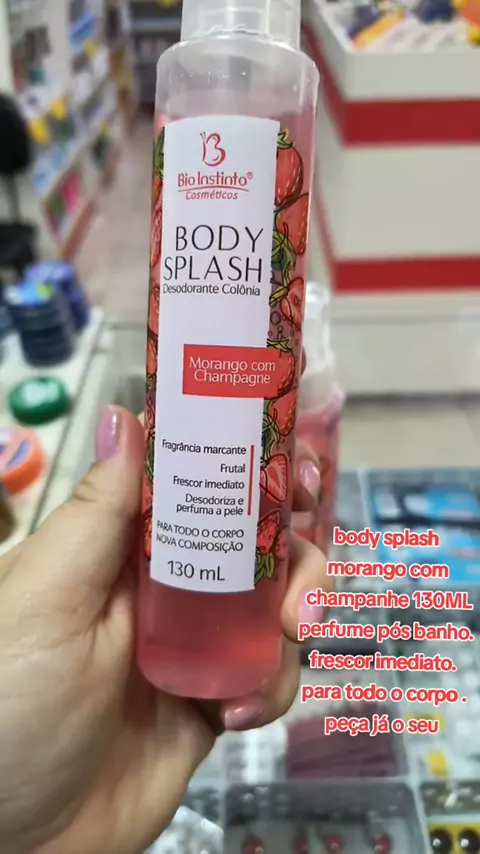 Bio Instinto®
Cosméticos
BODY
SPLASH
Desodorante Colônia
Morango com
Champagne
Fragrância marcante
Frutal
Frescor imediato
Desodoriza e
perfuma a pele
PARA TODO O CORPO
NOVA COMPOSIÇÃO
130 mL
body splash
morango com
champanhe 130ML
perfume pós banho.
frescor imediato.
para todo o corpo .
peça já o seu